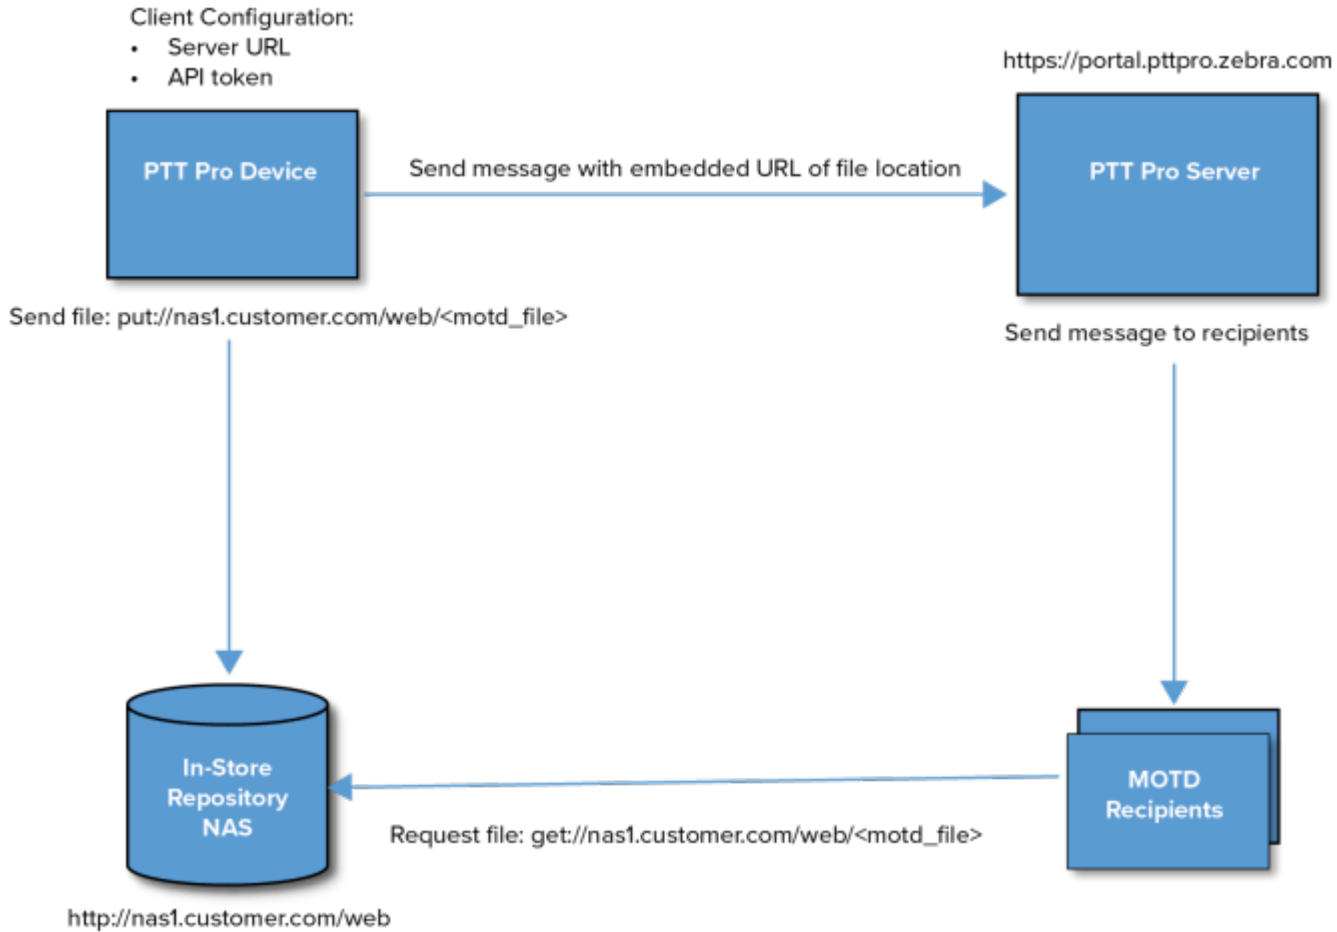 Client Configuration:
• Server URL
• API token
https://portal.pttpro.zebra.com
PTT Pro Device
Send message with embedded URL of file location
PTT Pro Server
Send file: put://nas1.customer.com/web/<motd_file>
Send message to recipients
In-Store
Repository
NAS
MOTD
Recipients
Request file: get://nas1.customer.com/web/<motd_file>
http://nas1.customer.com/web